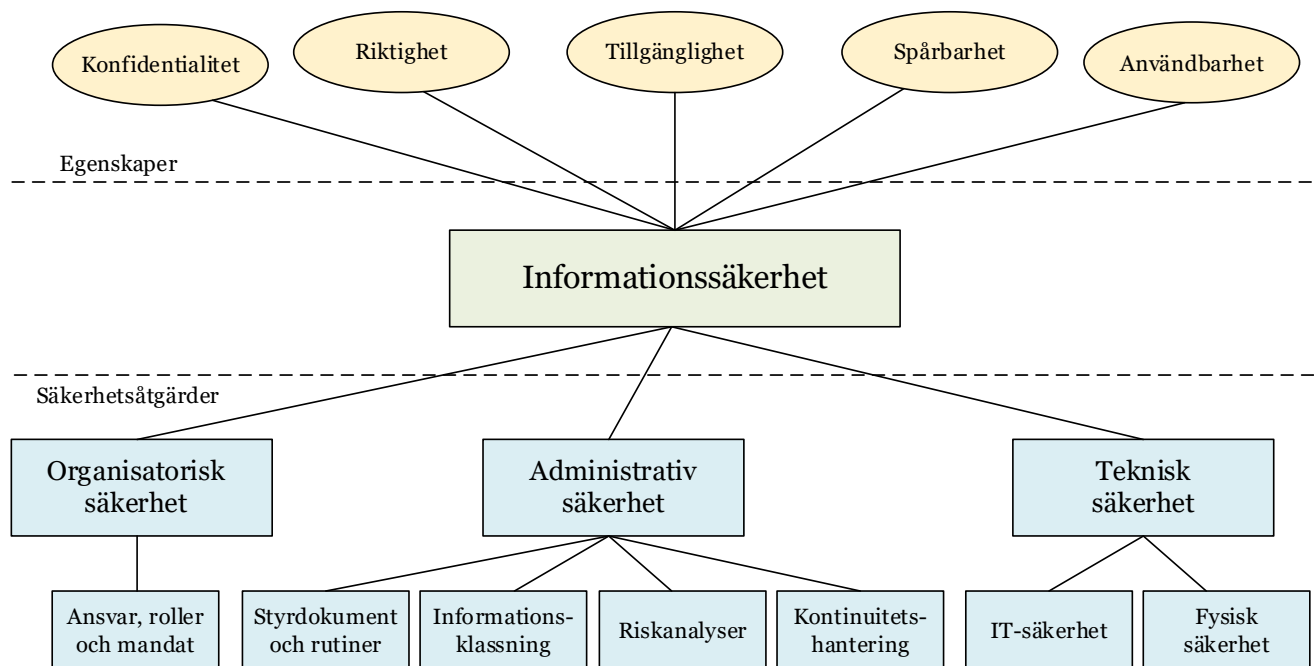 Konfidentialitet
Riktighet
Tillgänglighet
Spårbarhet
Användbarhet
Egenskaper
Informationssäkerhet
Säkerhetsåtgärder
Organisatorisk
säkerhet
Administrativ
säkerhet
Teknisk
säkerhet
Ansvar, roller
och mandat
Styrdokument
och rutiner
Informations-
klassning
Riskanalyser
Kontinuitets-
hantering
IT-säkerhet
Fysisk
säkerhet